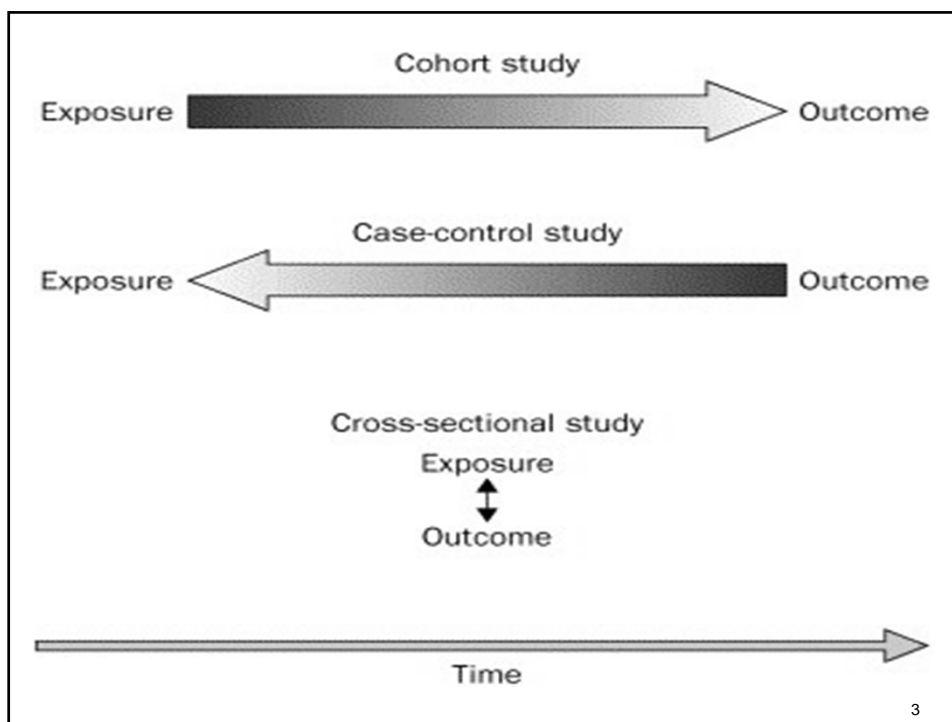 Cohort study
Exposure Outcome
Case-control study
Exposure Outcome
Cross-sectional study
Exposure
Outcome
Time
3